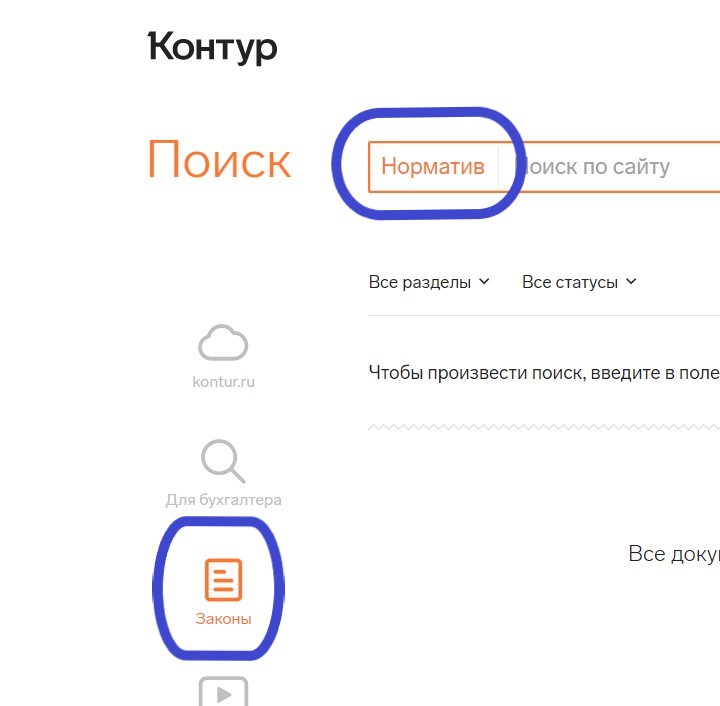 Контур
Поиск
Норматив
Поиск по сайту
Все разделы
Все статусы
kontur.ru
Чтобы произвести поиск, введите в поле
Для бухгалтера
Все
Законы